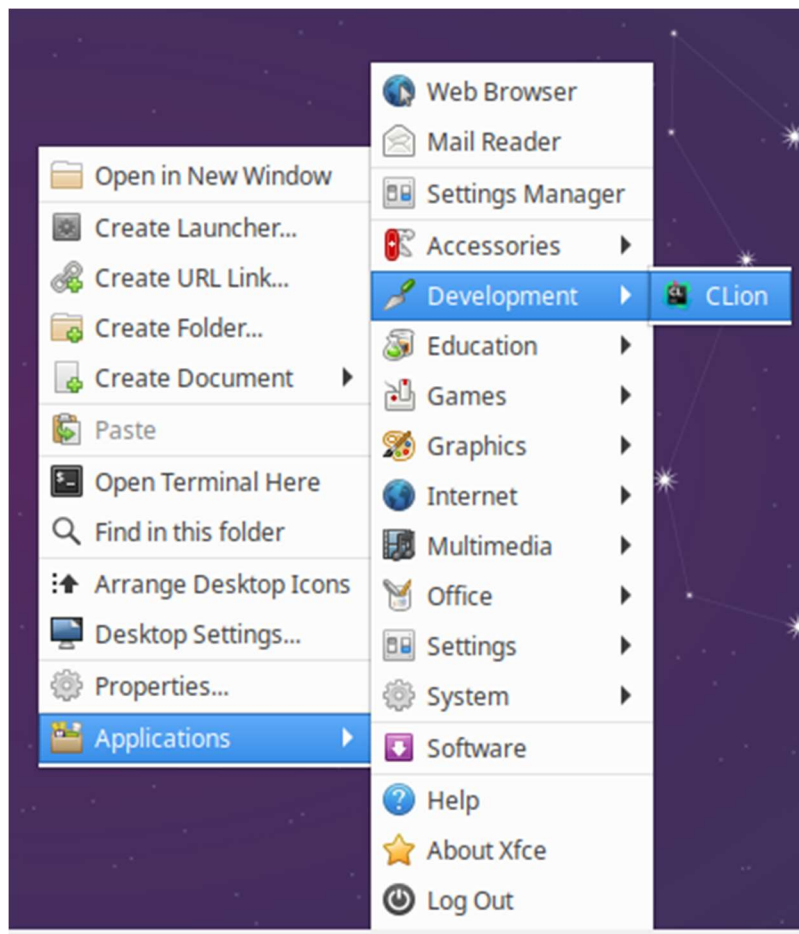 Open in New Window
Create Launcher...
Create URL Link...
Create Folder...
Create Document
Paste
Open Terminal Here
Find in this folder
Arrange Desktop Icons
Desktop Settings...
Properties...
Applications
Web Browser
Mail Reader
Settings Manager
Accessories
Development
Education
Games
Graphics
Internet
Multimedia
Office
Settings
System
Software
Help
About Xfce
Log Out
CL
CLion